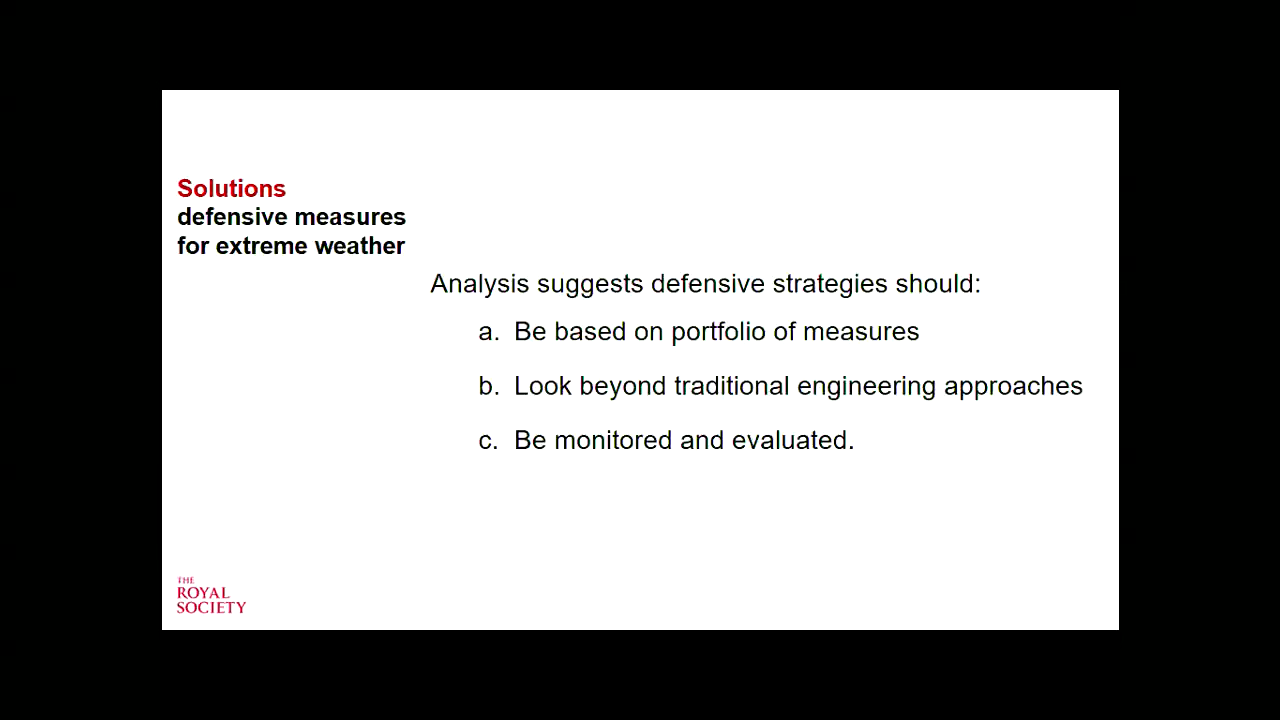 Solutions
defensive measures
for extreme weather
Analysis suggests defensive strategies should:
a. Be based on portfolio of measures
b. Look beyond traditional engineering approaches
c. Be monitored and evaluated.
THE
ROYAL
SOCIETY